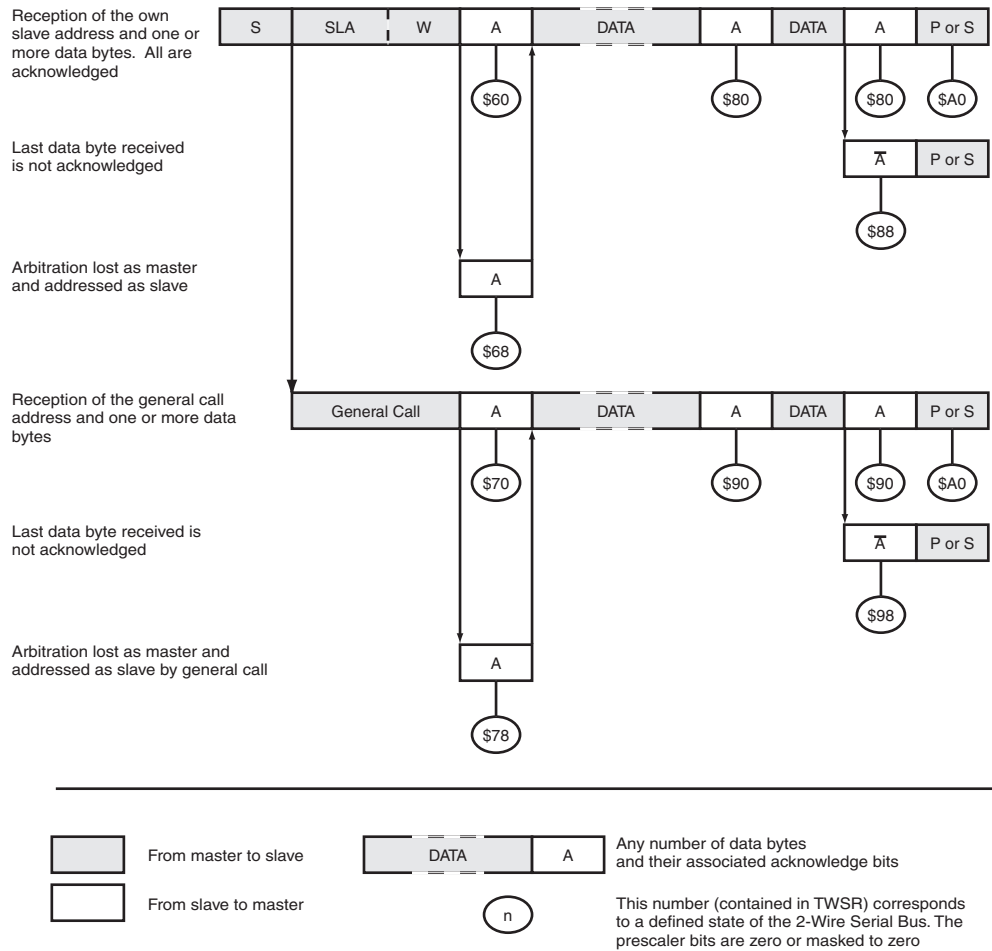 Reception of the own
slave address and one or
more data bytes.  All are
acknowledged
S SLA W A DATA A DATA A P or S
$60 $80 $80 $A0
Last data byte received
is not acknowledged
A̅ P or S
$88
Arbitration lost as master
and addressed as slave
A
$68
Reception of the general call
address and one or more data
bytes
General Call A DATA A DATA A P or S
$70 $90 $90 $A0
Last data byte received is
not acknowledged
A̅ P or S
$98
Arbitration lost as master and
addressed as slave by general call
A
$78
From master to slave
DATA A
Any number of data bytes
and their associated acknowledge bits
From slave to master
n
This number (contained in TWSR) corresponds
to a defined state of the 2-Wire Serial Bus. The
prescaler bits are zero or masked to zero